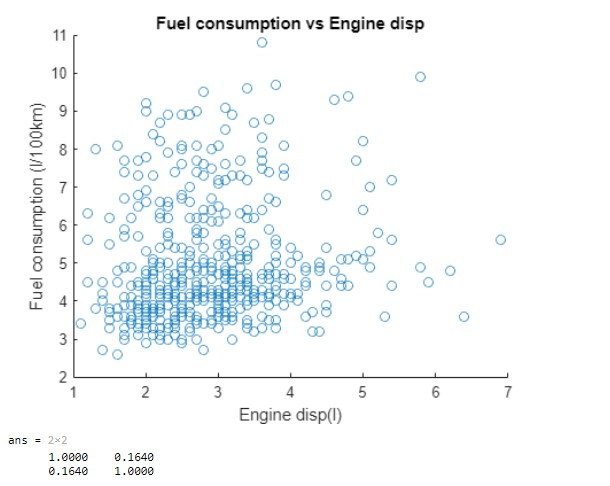 Fuel consumption vs Engine disp
11
10
9
8
7
6
5
4
3
2
Fuel consumption (l/100km)
1 2 3 4 5 6 7
Engine disp(l)
ans = 2×2
1.0000 0.1640
0.1640 1.0000